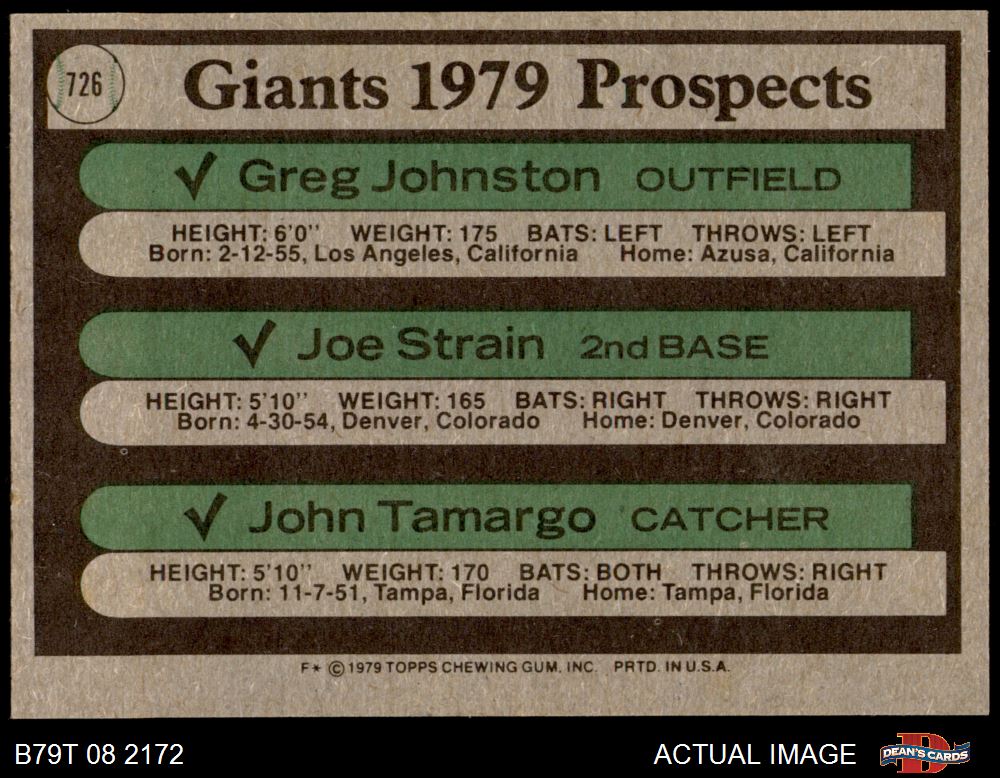 726
Giants 1979 Prospects
✓ Greg Johnston OUTFIELD
HEIGHT: 6'0'' WEIGHT: 175 BATS: LEFT THROWS: LEFT
Born: 2-12-55, Los Angeles, California Home: Azusa, California
✓ Joe Strain 2nd BASE
HEIGHT: 5'10'' WEIGHT: 165 BATS: RIGHT THROWS: RIGHT
Born: 4-30-54, Denver, Colorado Home: Denver, Colorado
✓ John Tamargo CATCHER
HEIGHT: 5'10'' WEIGHT: 170 BATS: BOTH THROWS: RIGHT
Born: 11-7-51, Tampa, Florida Home: Tampa, Florida
F* © 1979 TOPPS CHEWING GUM, INC. PRTD. IN U.S.A.
B79T 08 2172
ACTUAL IMAGE
D
DEAN'S CARDS